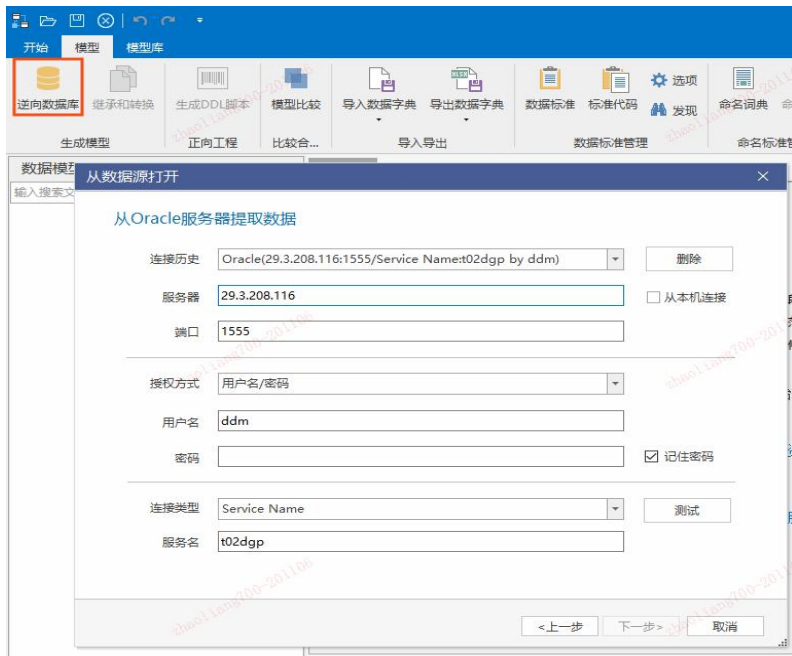 开始 模型 模型库
逆向数据库 继承和转换 生成DDL脚本 模型比较 导入数据字典 导出数据字典 数据标准 标准代码 选项 发现 命名词典
生成模型 正向工程 比较合... 导入导出 数据标准管理
数据模型
输入搜索文
从数据源打开
从Oracle服务器提取数据
连接历史 Oracle(29.3.208.116:1555/Service Name:t02dgp by ddm) 删除
服务器 29.3.208.116 从本机连接
端口 1555
授权方式 用户名/密码
用户名 ddm
密码 记住密码
连接类型 Service Name 测试
服务名 t02dgp
<上一步 下一步> 取消
zhaoliang700-201106